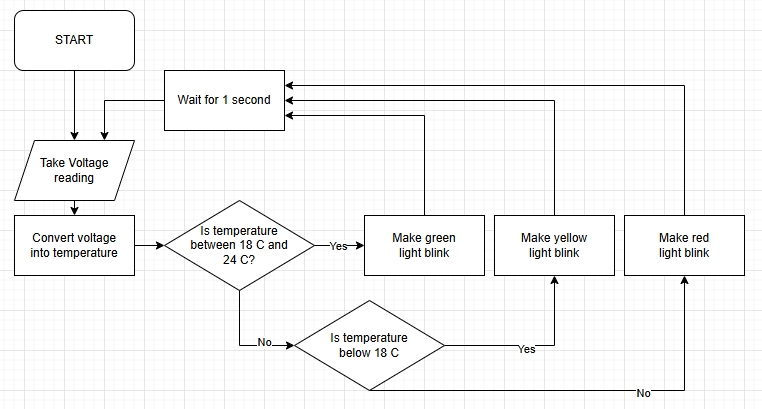 START
Wait for 1 second
Take Voltage
reading
Convert voltage
into temperature
Is temperature
between 18 C and
24 C?
Yes
Make green
light blink
Make yellow
light blink
Make red
light blink
No
Is temperature
below 18 C
Yes
No